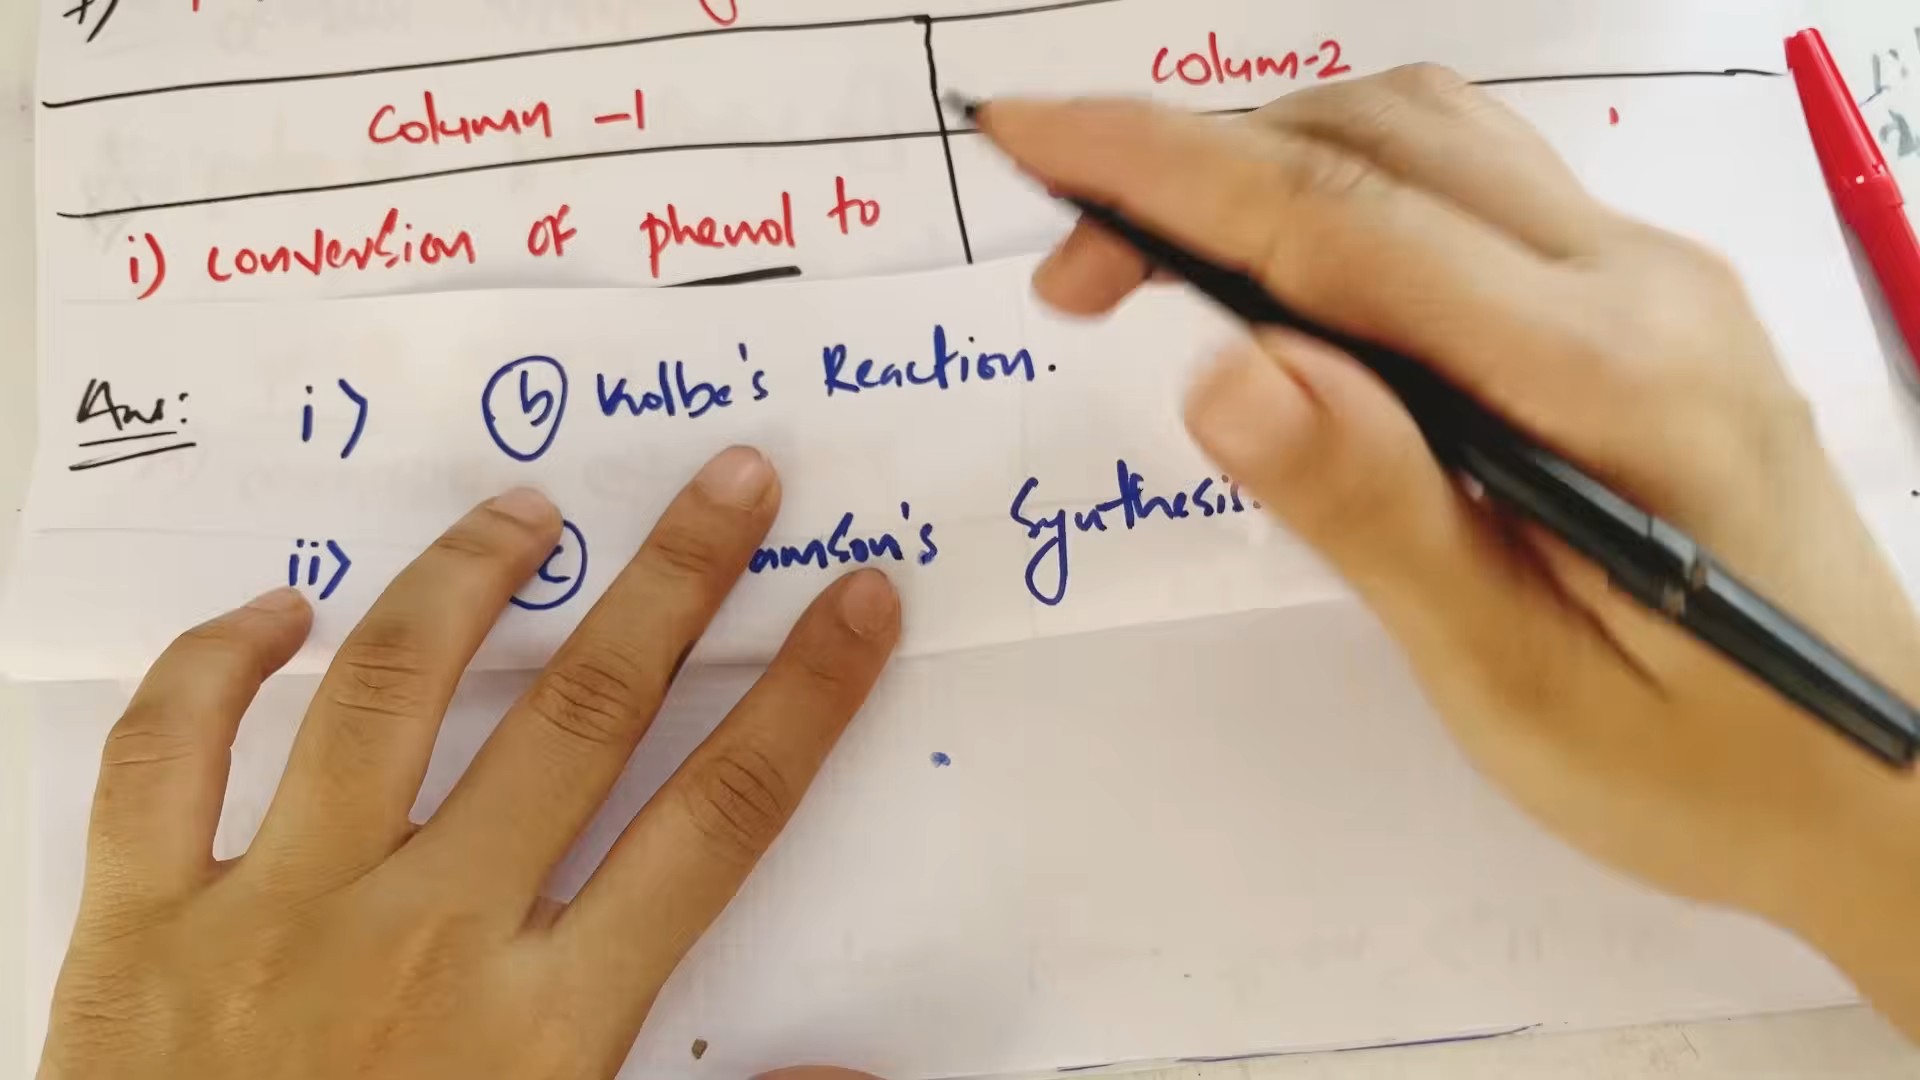 Column -1
Colum-2
i) conversion of phenol to
Ans: i> b Kolbe's Reaction.
ii> c amson's Synthesis.